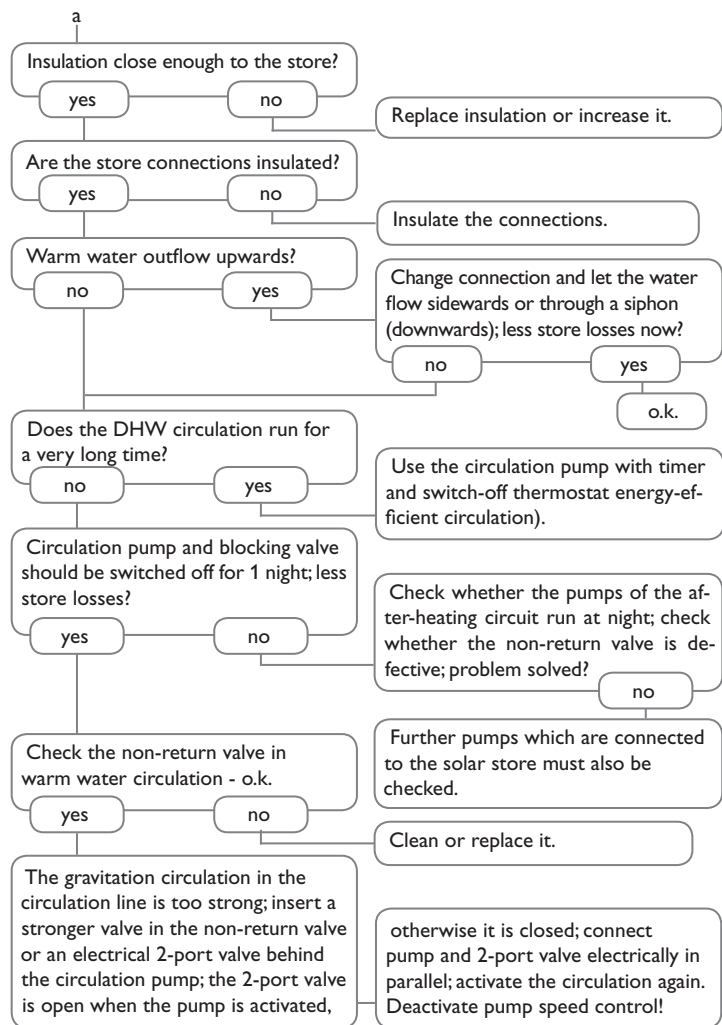 a
Insulation close enough to the store?
yes
no
Replace insulation or increase it.
Are the store connections insulated?
yes
no
Insulate the connections.
Warm water outflow upwards?
no
yes
Change connection and let the water
flow sidewards or through a siphon
(downwards); less store losses now?
no
yes
o.k.
Does the DHW circulation run for
a very long time?
no
yes
Use the circulation pump with timer
and switch-off thermostat energy-ef-
ficient circulation).
Circulation pump and blocking valve
should be switched off for 1 night; less
store losses?
yes
no
Check whether the pumps of the af-
ter-heating circuit run at night; check
whether the non-return valve is de-
fective; problem solved?
no
Further pumps which are connected
to the solar store must also be
checked.
Check the non-return valve in
warm water circulation - o.k.
yes
no
Clean or replace it.
The gravitation circulation in the
circulation line is too strong; insert a
stronger valve in the non-return valve
or an electrical 2-port valve behind
the circulation pump; the 2-port valve
is open when the pump is activated,
otherwise it is closed; connect
pump and 2-port valve electrically in
parallel; activate the circulation again.
Deactivate pump speed control!